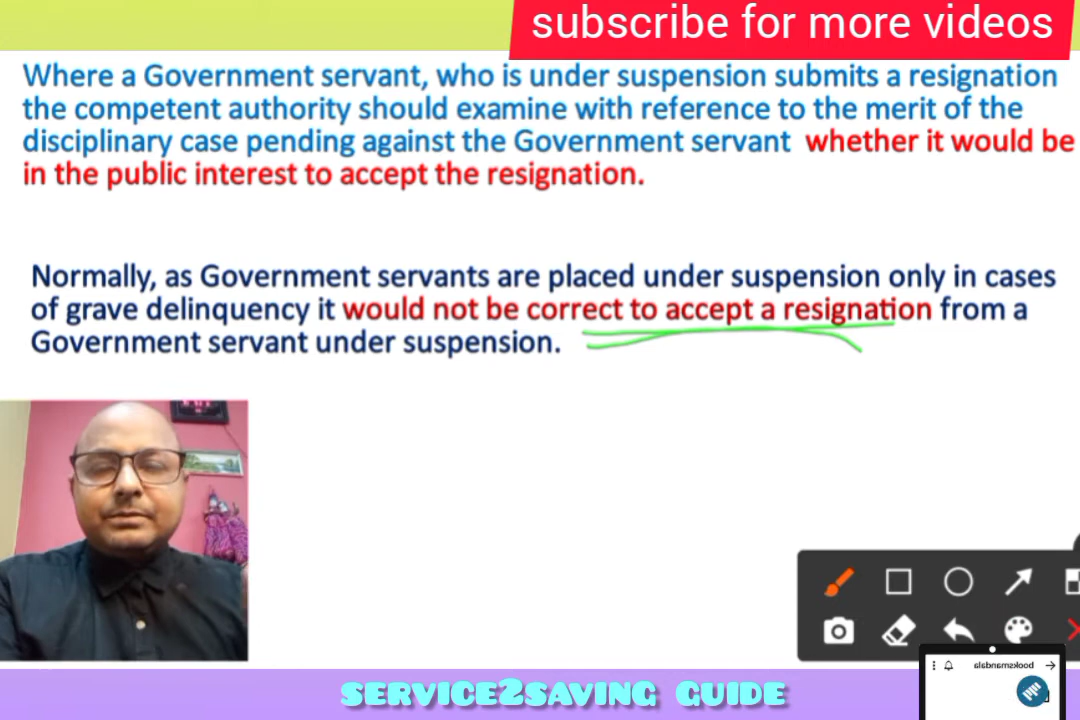 subscribe for more videos
Where a Government servant, who is under suspension submits a resignation
the competent authority should examine with reference to the merit of the
disciplinary case pending against the Government servant whether it would be
in the public interest to accept the resignation.
Normally, as Government servants are placed under suspension only in cases
of grave delinquency it would not be correct to accept a resignation from a
Government servant under suspension.
booksmandala
SERVICE2SAVING GUIDE